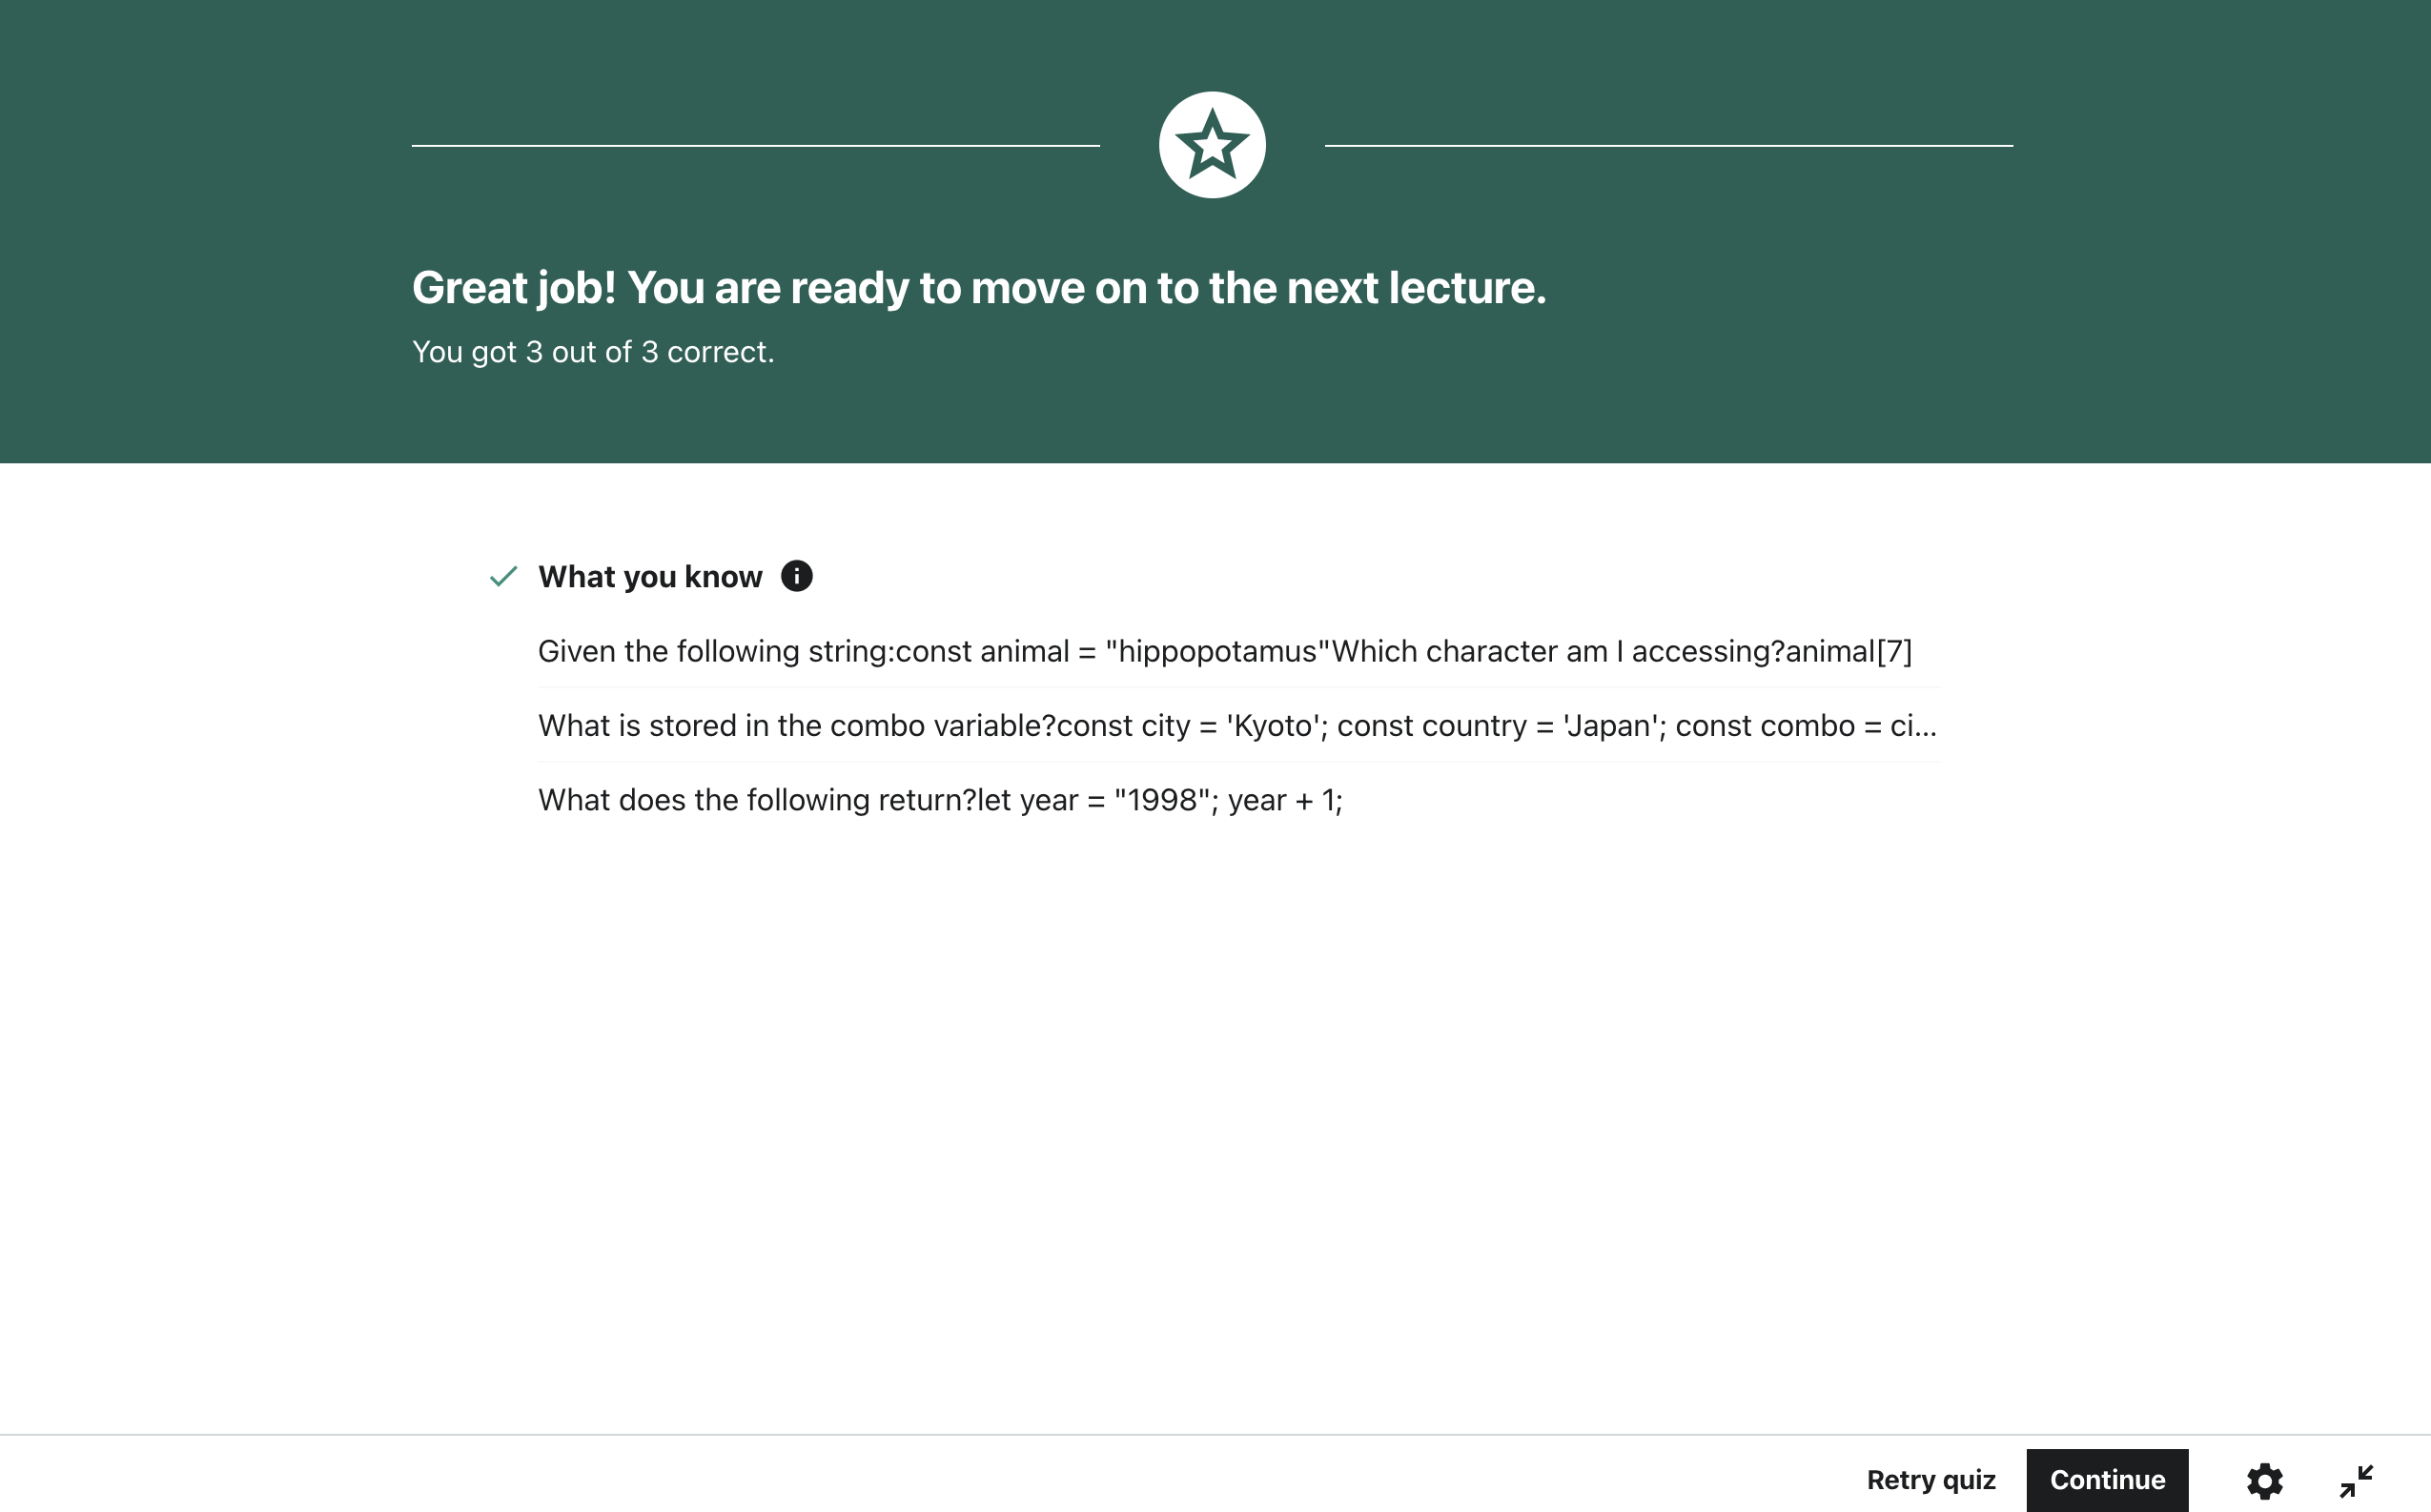 Great job! You are ready to move on to the next lecture.
You got 3 out of 3 correct.
What you know
Given the following string:const animal = "hippopotamus"Which character am I accessing?animal[7]
What is stored in the combo variable?const city = 'Kyoto'; const country = 'Japan'; const combo = ci...
What does the following return?let year = "1998"; year + 1;
Retry quiz
Continue